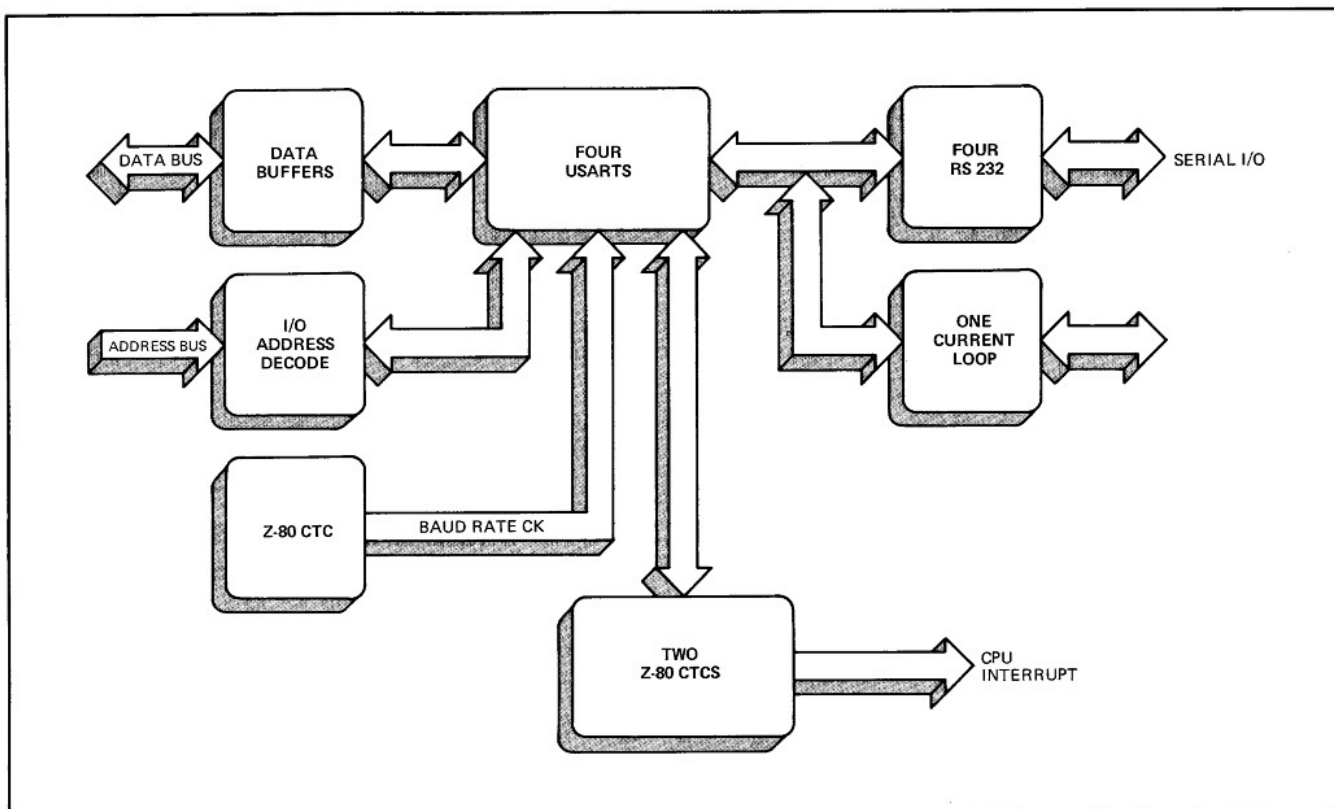 DATA BUS
DATA
BUFFERS
FOUR
USARTS
FOUR
RS 232
SERIAL I/O
ADDRESS BUS
I/O
ADDRESS
DECODE
ONE
CURRENT
LOOP
Z-80 CTC
BAUD RATE CK
TWO
Z-80 CTCS
CPU
INTERRUPT